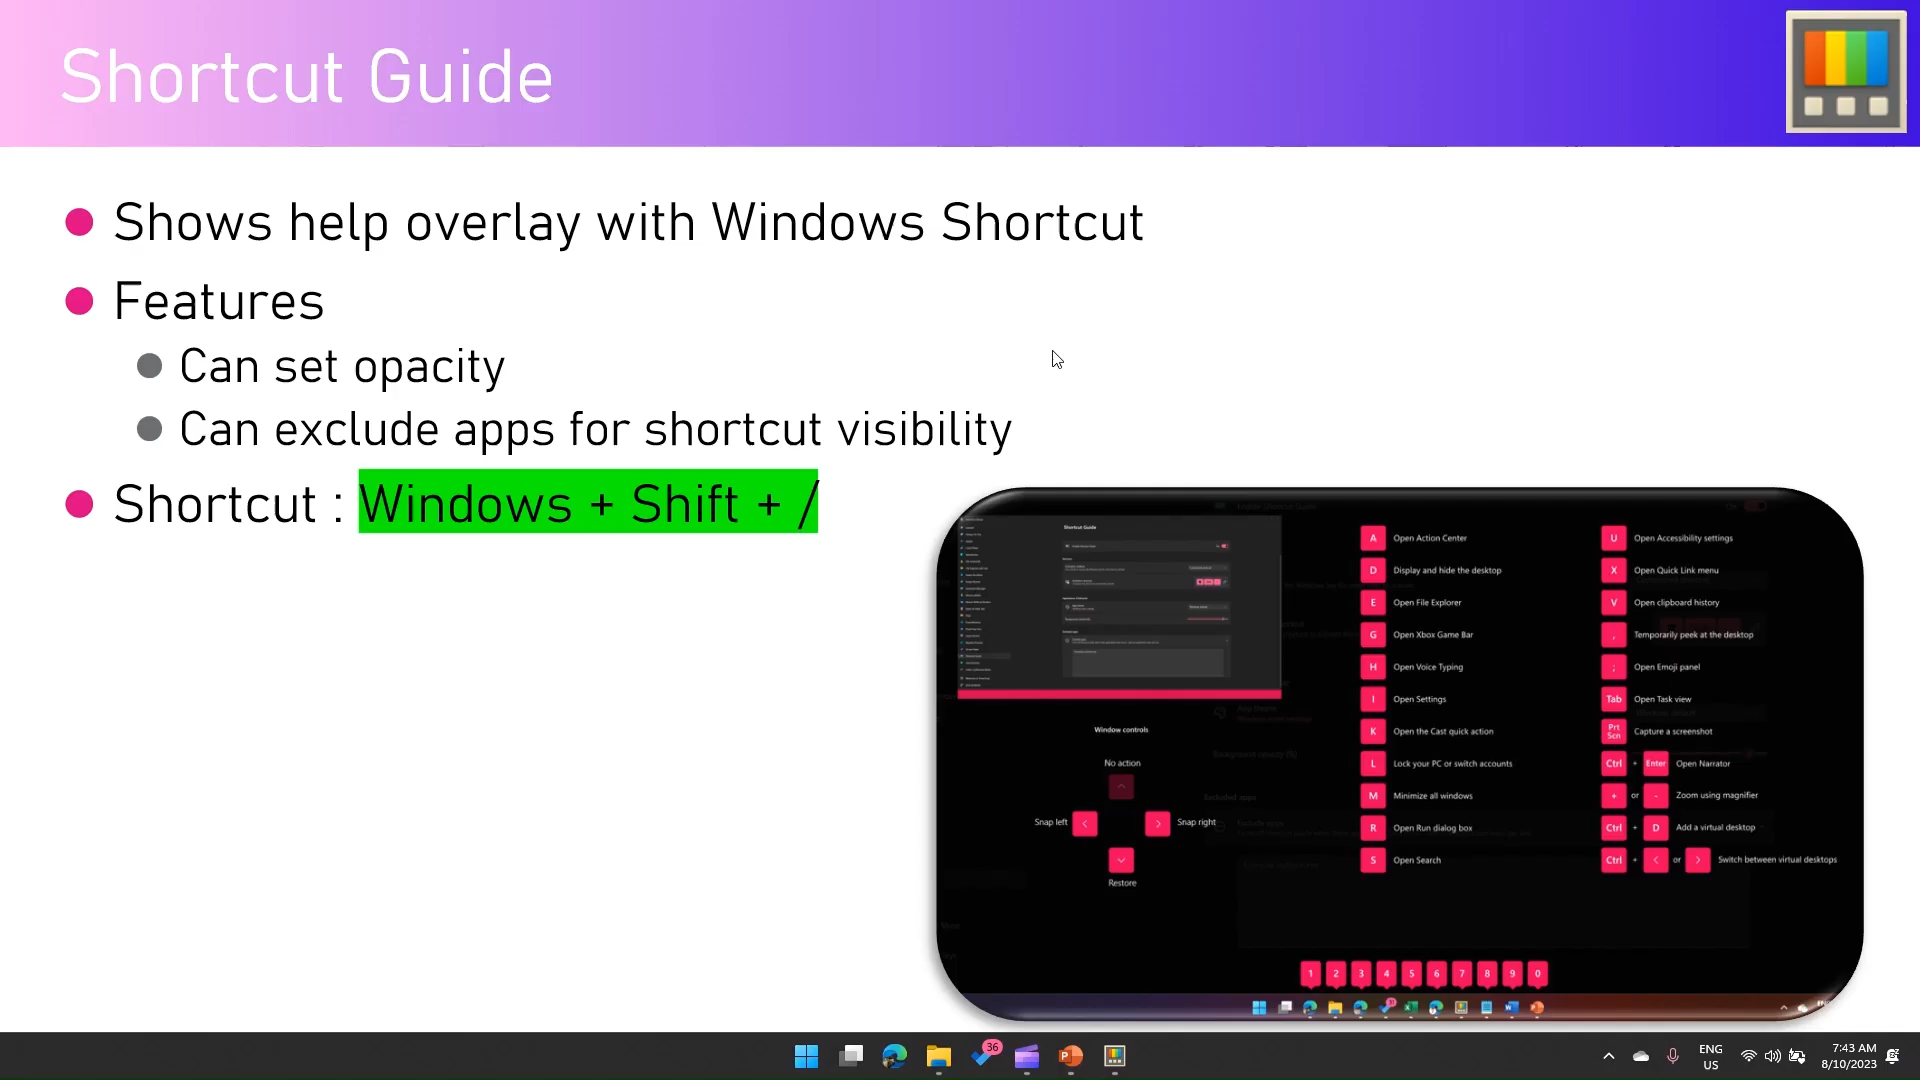 Shortcut Guide
Shows help overlay with Windows Shortcut
Features
Can set opacity
Can exclude apps for shortcut visibility
Shortcut : Windows + Shift + /
Shortcut Guide
Window controls
No action
Snap left
Snap right
Restore
A Open Action Center
D Display and hide the desktop
E Open File Explorer
G Open Xbox Game Bar
H Open Voice Typing
I Open Settings
K Open the Cast quick action
L Lock your PC or switch accounts
M Minimize all windows
R Open Run dialog box
S Open Search
U Open Accessibility settings
X Open Quick Link menu
V Open clipboard history
, Temporarily peek at the desktop
; Open Emoji panel
Tab Open Task view
Prt Scn Capture a screenshot
Ctrl + Enter Open Narrator
+ or - Zoom using magnifier
Ctrl + D Add a virtual desktop
Ctrl + < or > Switch between virtual desktops
1 2 3 4 5 6 7 8 9 0
36
ENG
US
7:43 AM
8/10/2023